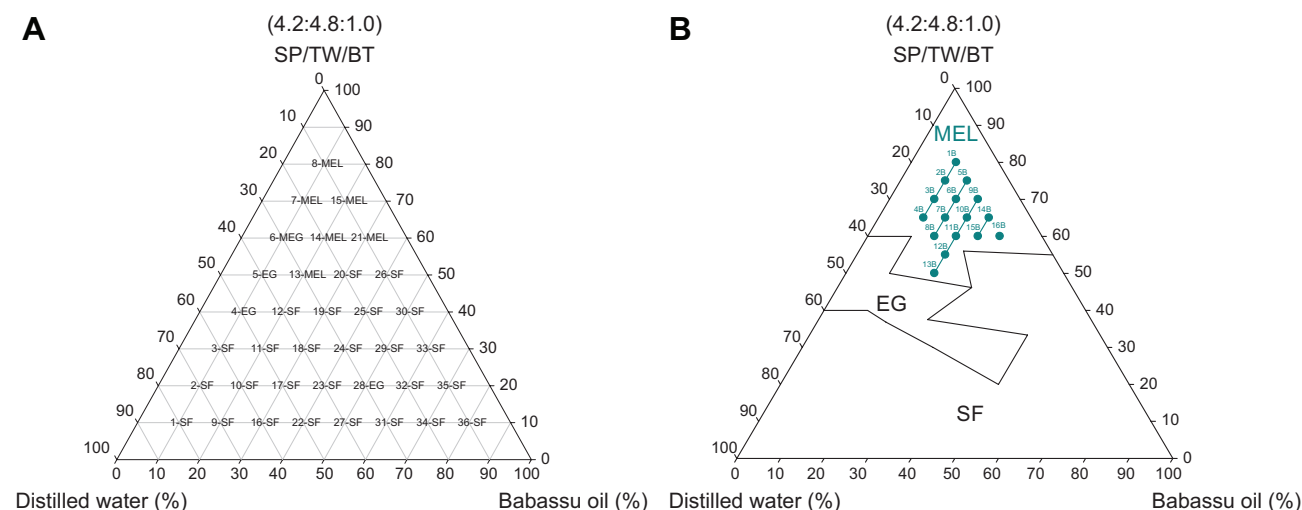 A
(4.2:4.8:1.0)
SP/TW/BT
0
100
10
90
20
8-MEL
80
30
7-MEL
15-MEL
70
40
6-MEG
14-MEL
21-MEL
60
50
5-EG
13-MEL
20-SF
26-SF
50
60
4-EG
12-SF
19-SF
25-SF
30-SF
40
70
3-SF
11-SF
18-SF
24-SF
29-SF
33-SF
30
80
2-SF
10-SF
17-SF
23-SF
28-EG
32-SF
35-SF
20
90
1-SF
9-SF
16-SF
22-SF
27-SF
31-SF
34-SF
36-SF
10
100
0
0 10 20 30 40 50 60 70 80 90 100
Distilled water (%)
Babassu oil (%)
B
(4.2:4.8:1.0)
SP/TW/BT
0
100
10
90
MEL
20
1B
80
2B
5B
30
3B
6B
9B
70
4B
7B
10B
14B
40
8B
11B
15B
16B
60
12B
50
13B
50
60
EG
40
70
30
80
20
90
SF
10
100
0
0 10 20 30 40 50 60 70 80 90 100
Distilled water (%)
Babassu oil (%)